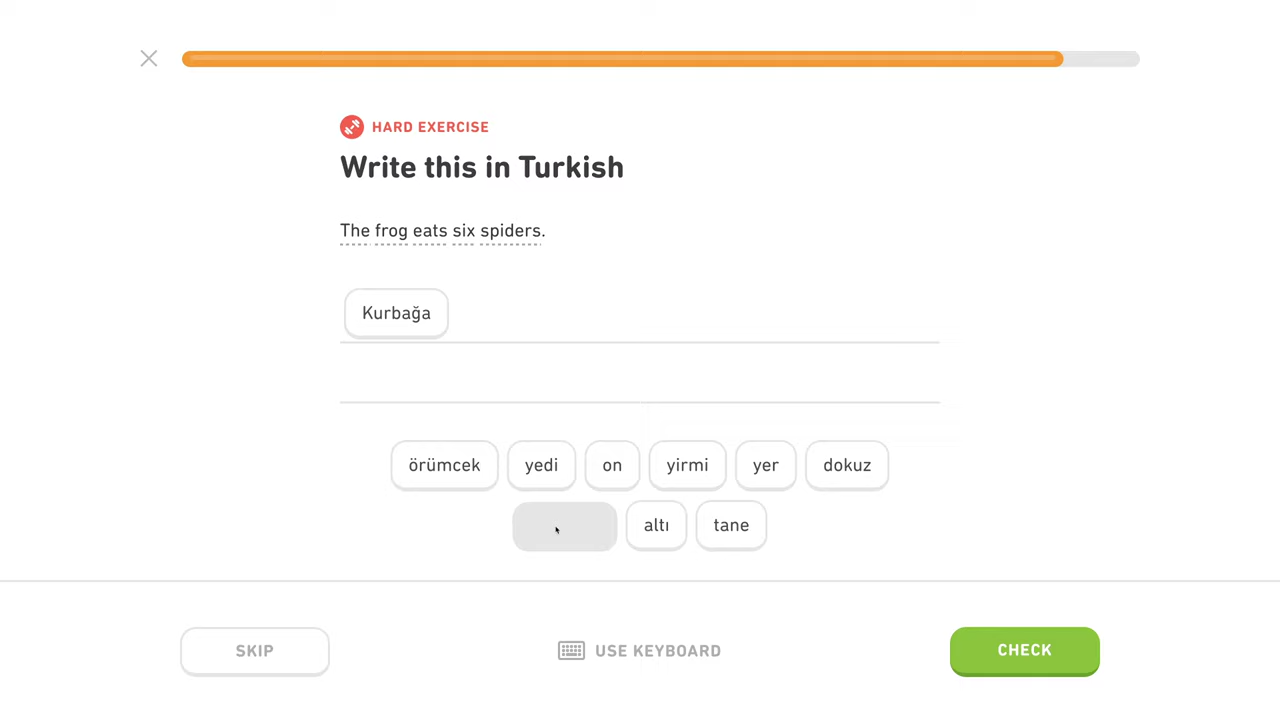 HARD EXERCISE
Write this in Turkish
The frog eats six spiders.
Kurbağa
örümcek yedi on yirmi yer dokuz
altı tane
SKIP USE KEYBOARD CHECK